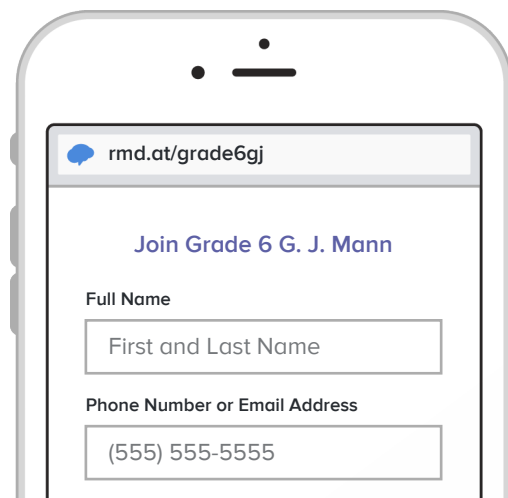 rmd.at/grade6gj
Join Grade 6 G. J. Mann
Full Name
First and Last Name
Phone Number or Email Address
(555) 555-5555